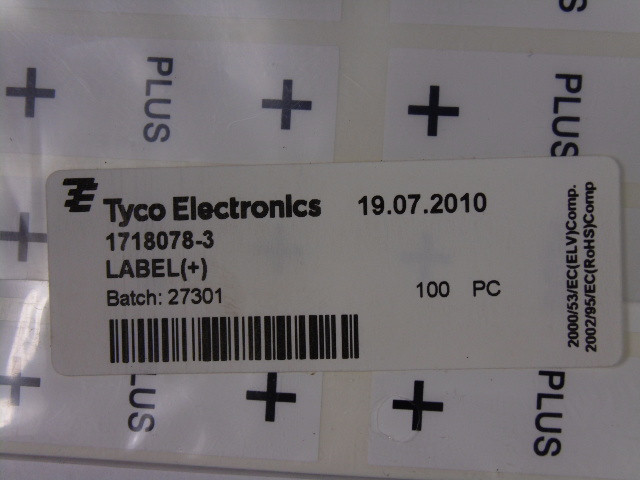 PLUS
PLUS
Tyco Electronics 19.07.2010
1718078-3
LABEL(+)
Batch: 27301 100 PC
2000/53/EC(ELV)Comp.
2002/95/EC(RoHS)Comp
PLUS
PLUS